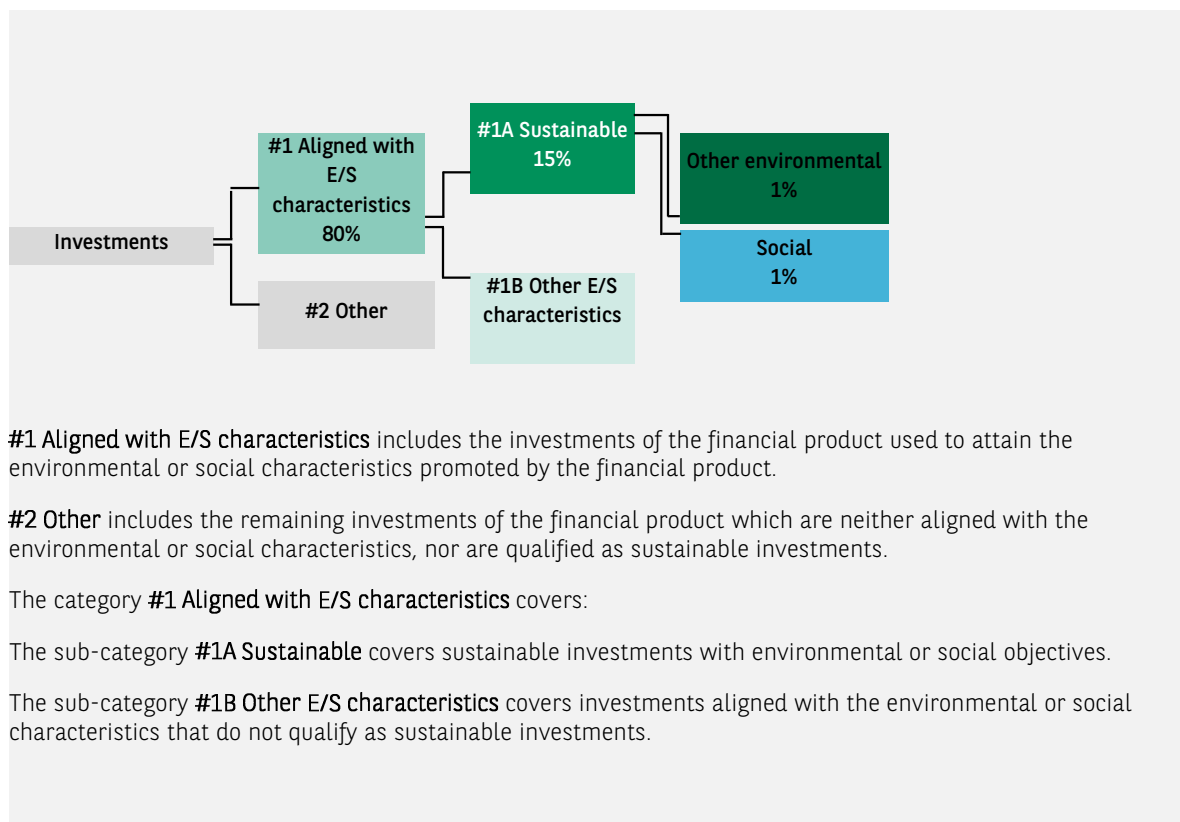 Investments
#1 Aligned with
E/S
characteristics
80%
#2 Other
#1A Sustainable
15%
#1B Other E/S
characteristics
Other environmental
1%
Social
1%
#1 Aligned with E/S characteristics includes the investments of the financial product used to attain the
environmental or social characteristics promoted by the financial product.
#2 Other includes the remaining investments of the financial product which are neither aligned with the
environmental or social characteristics, nor are qualified as sustainable investments.
The category #1 Aligned with E/S characteristics covers:
The sub-category #1A Sustainable covers sustainable investments with environmental or social objectives.
The sub-category #1B Other E/S characteristics covers investments aligned with the environmental or social
characteristics that do not qualify as sustainable investments.